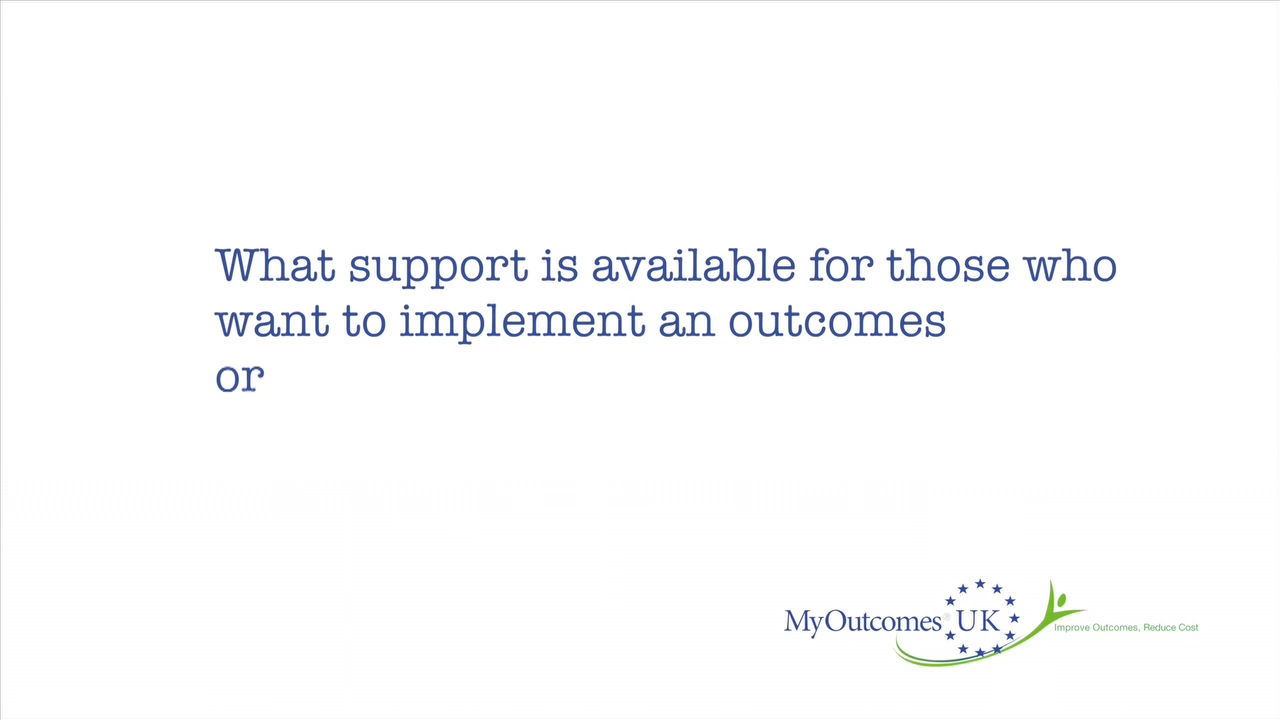 What support is available for those who
want to implement an outcomes
or
MyOutcomes UK
Improve Outcomes, Reduce Cost